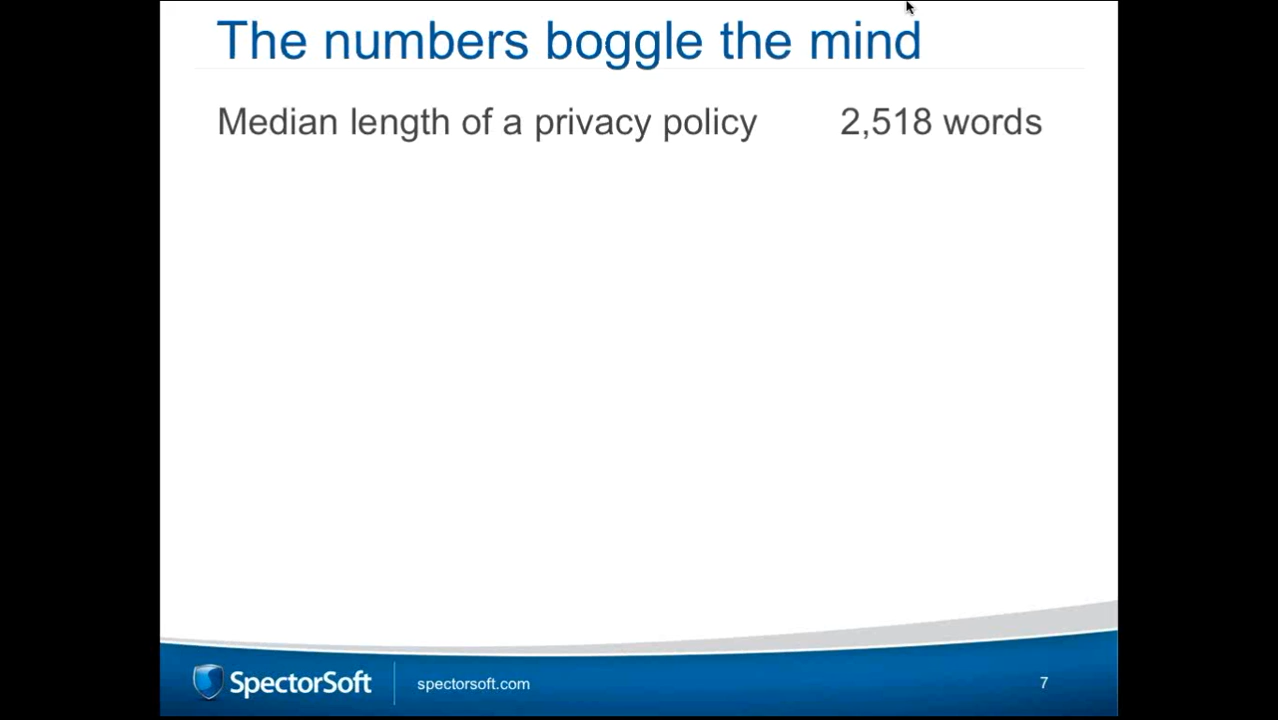 The numbers boggle the mind
Median length of a privacy policy 2,518 words
SpectorSoft spectorsoft.com 7